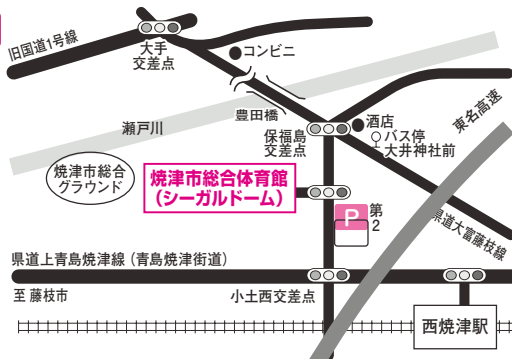 旧国道1号線
大手
交差点
コンビニ
豊田橋
瀬戸川
酒店
バス停
大井神社前
東名高速
保福島
交差点
焼津市総合
グラウンド
焼津市総合体育館
(シーガルドーム)
P
第
2
県道大富藤枝線
県道上青島焼津線 (青島焼津街道)
至 藤枝市
小土西交差点
西焼津駅